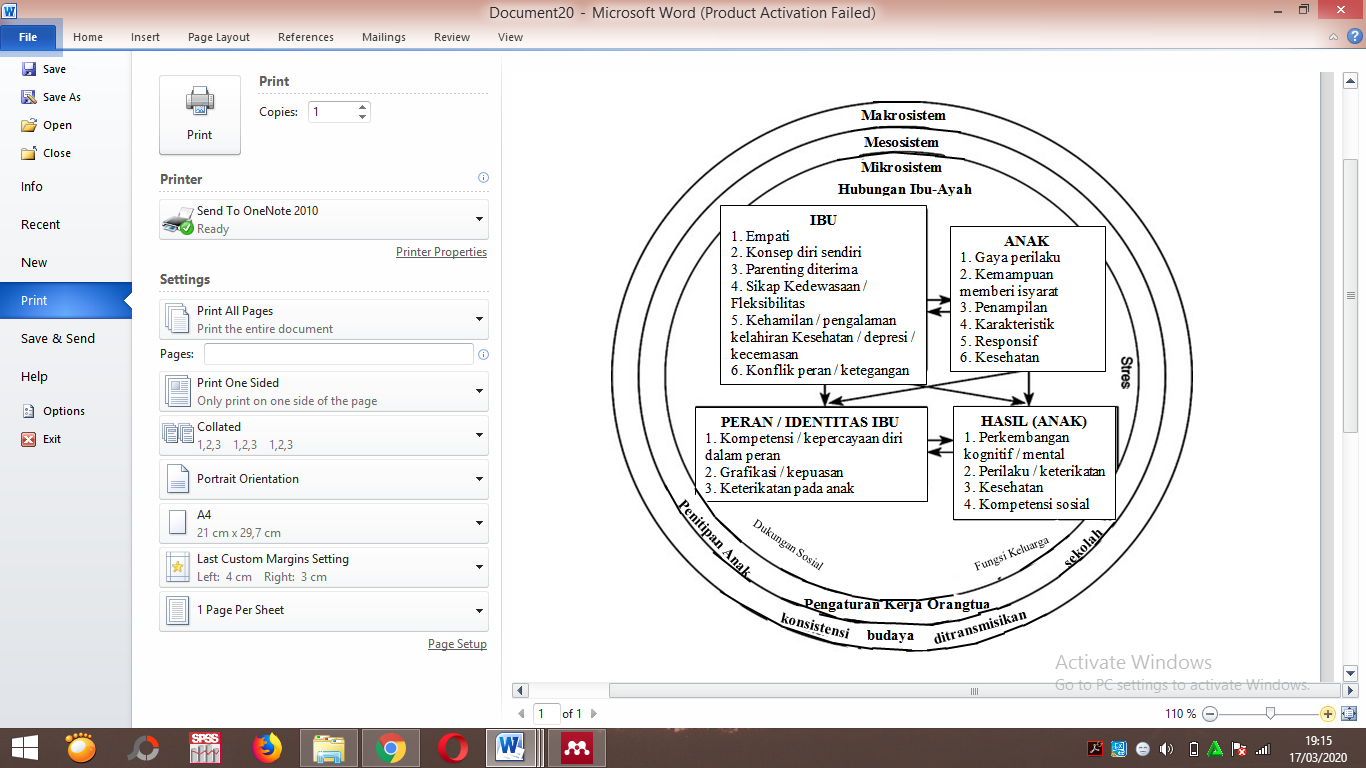 Document20 - Microsoft Word (Product Activation Failed)
File Home Insert Page Layout References Mailings Review View
Save
Save As
Open
Close
Info
Recent
New
Print
Save & Send
Help
Options
Exit
Print
Print
Copies: 1
Printer
Send To OneNote 2010
Ready
Printer Properties
Settings
Print All Pages
Print the entire document
Pages:
Print One Sided
Only print on one side of the page
Collated
1,2,3 1,2,3 1,2,3
Portrait Orientation
A4
21 cm x 29,7 cm
Last Custom Margins Setting
Left: 4 cm Right: 3 cm
1 Page Per Sheet
Page Setup
Makrosistem
Mesosistem
Mikrosistem
Hubungan Ibu-Ayah
IBU
1. Empati
2. Konsep diri sendiri
3. Parenting diterima
4. Sikap Kedewasaan /
Fleksibilitas
5. Kehamilan / pengalaman
kelahiran Kesehatan / depresi /
kecemasan
6. Konflik peran / ketegangan
ANAK
1. Gaya perilaku
2. Kemampuan
memberi isyarat
3. Penampilan
4. Karakteristik
5. Responsif
6. Kesehatan
Stres
PERAN / IDENTITAS IBU
1. Kompetensi / kepercayaan diri
dalam peran
2. Grafikasi / kepuasan
3. Keterikatan pada anak
HASIL (ANAK)
1. Perkembangan
kognitif / mental
2. Perilaku / keterikatan
3. Kesehatan
4. Kompetensi sosial
Penitipan Anak
Dukungan Sosial
Fungsi Keluarga
sekolah
Pengaturan Kerja Orangtua
konsistensi budaya ditransmisikan
Activate Windows
Go to PC settings to activate Windows.
1 of 1
110 %
SPSS
19:15
17/03/2020